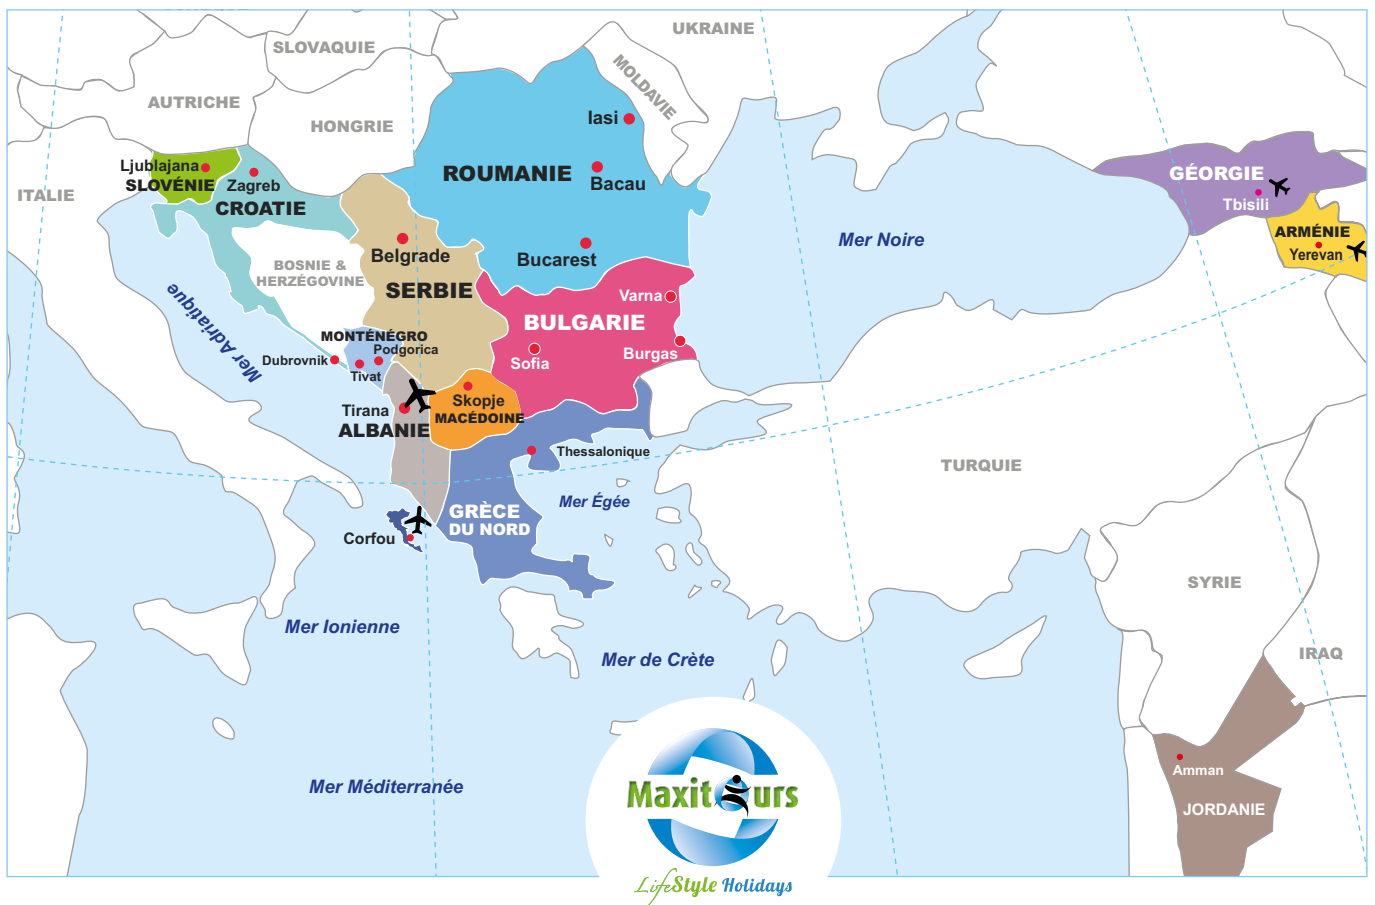 UKRAINE
SLOVAQUIE
MOLDAVIE
AUTRICHE
HONGRIE
Iasi
ROUMANIE
Bacau
Bucarest
Ljublajana
SLOVÉNIE
Zagreb
CROATIE
ITALIE
BOSNIE &
HERZÉGOVINE
Belgrade
SERBIE
Mer Noire
GÉORGIE
Tbisili
ARMÉNIE
Yerevan
Mer Adriatique
Varna
BULGARIE
Burgas
Sofia
MONTÉNÉGRO
Podgorica
Dubrovnik
Tivat
Tirana
ALBANIE
Skopje
MACÉDOINE
Thessalonique
TURQUIE
Mer Égée
GRÈCE
DU NORD
Corfou
SYRIE
Mer Ionienne
Mer de Crète
IRAQ
Amman
JORDANIE
Mer Méditerranée
Maxitours
LifeStyle Holidays